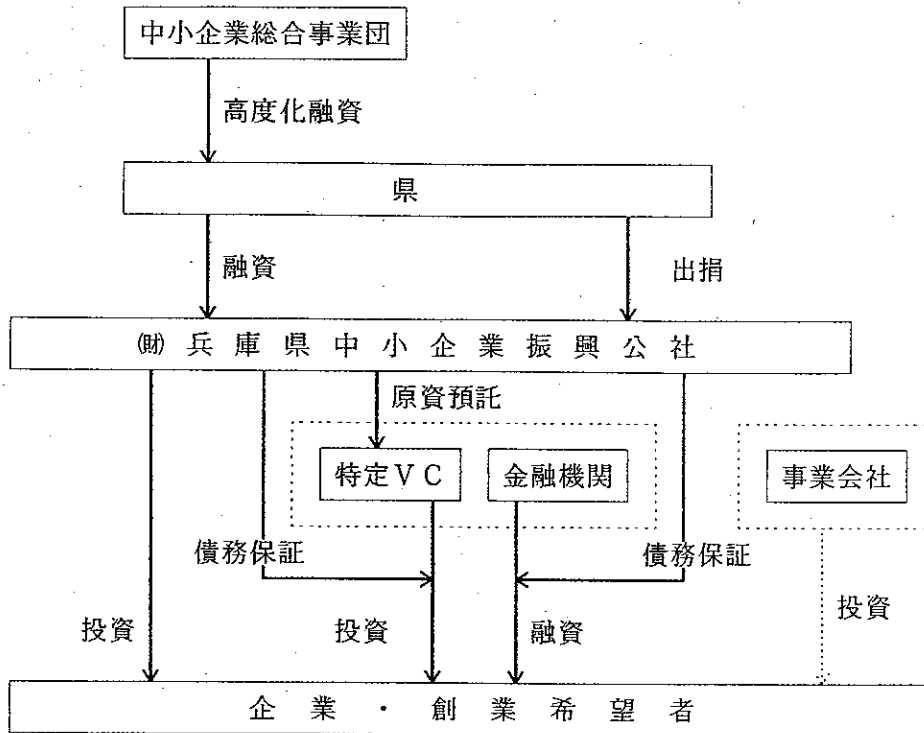 中小企業総合事業団
高度化融資
県
融資
出捐
㈶兵庫県中小企業振興公社
原資預託
特定VC
金融機関
事業会社
債務保証
債務保証
投資
投資
融資
投資
企業・創業希望者